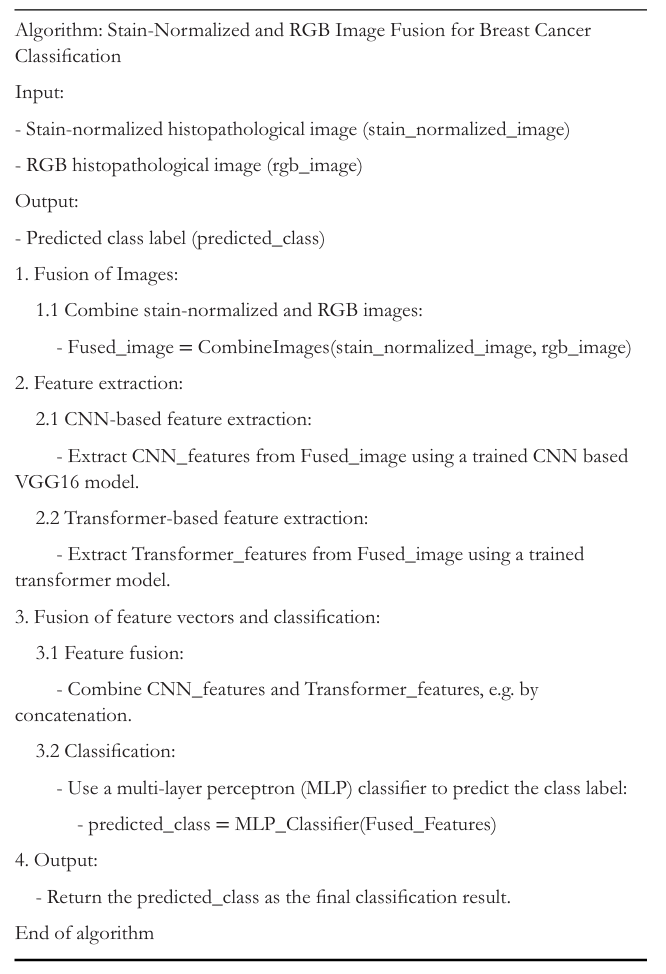 Algorithm: Stain-Normalized and RGB Image Fusion for Breast Cancer
Classification
Input:
- Stain-normalized histopathological image (stain_normalized_image)
- RGB histopathological image (rgb_image)
Output:
- Predicted class label (predicted_class)
1. Fusion of Images:
1.1 Combine stain-normalized and RGB images:
- Fused_image = CombineImages(stain_normalized_image, rgb_image)
2. Feature extraction:
2.1 CNN-based feature extraction:
- Extract CNN_features from Fused_image using a trained CNN based
VGG16 model.
2.2 Transformer-based feature extraction:
- Extract Transformer_features from Fused_image using a trained
transformer model.
3. Fusion of feature vectors and classification:
3.1 Feature fusion:
- Combine CNN_features and Transformer_features, e.g. by
concatenation.
3.2 Classification:
- Use a multi-layer perceptron (MLP) classifier to predict the class label:
- predicted_class = MLP_Classifier(Fused_Features)
4. Output:
- Return the predicted_class as the final classification result.
End of algorithm